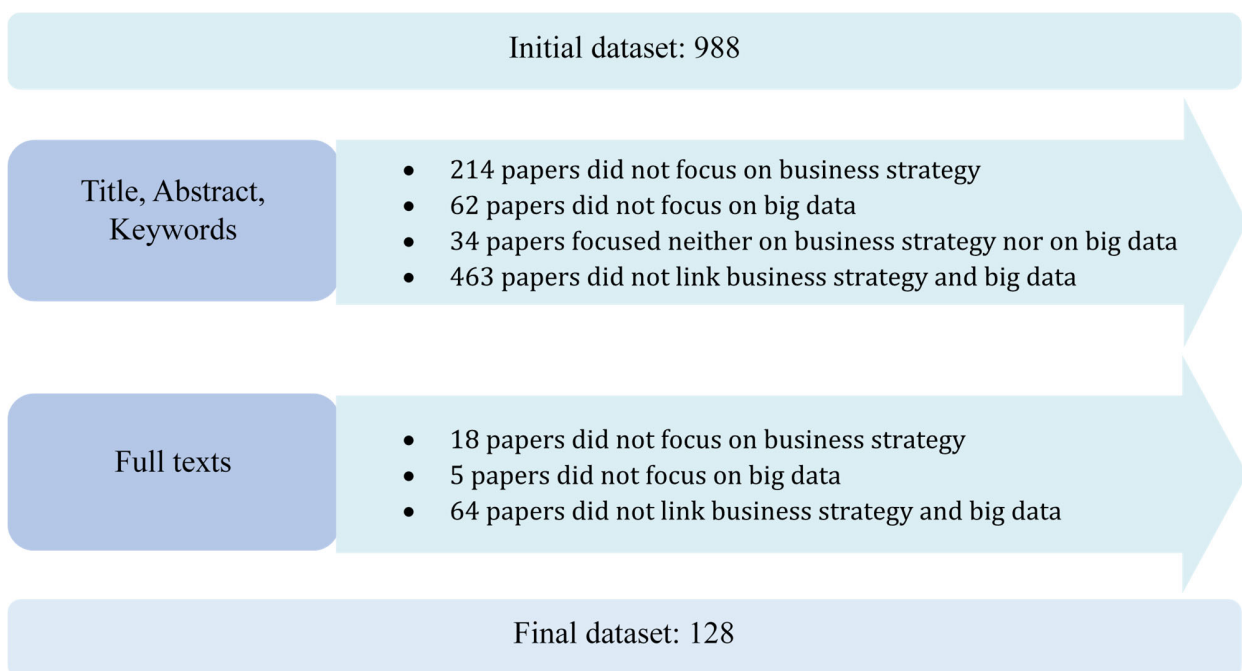 Initial dataset: 988
Title, Abstract,
Keywords
• 214 papers did not focus on business strategy
• 62 papers did not focus on big data
• 34 papers focused neither on business strategy nor on big data
• 463 papers did not link business strategy and big data
Full texts
• 18 papers did not focus on business strategy
• 5 papers did not focus on big data
• 64 papers did not link business strategy and big data
Final dataset: 128